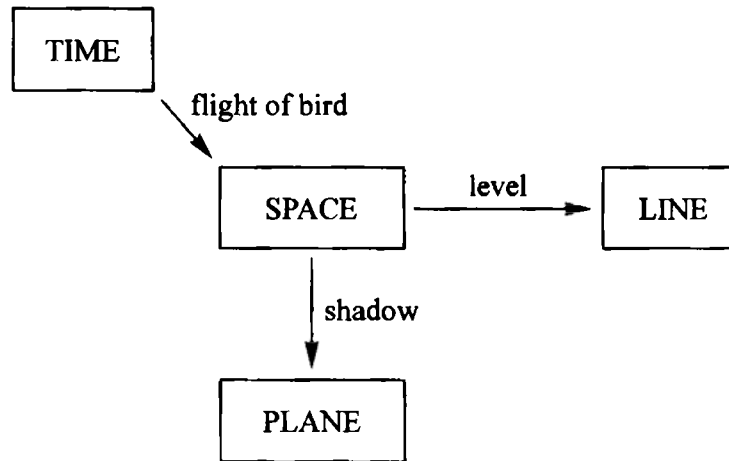 TIME
flight of bird
SPACE
level
LINE
shadow
PLANE